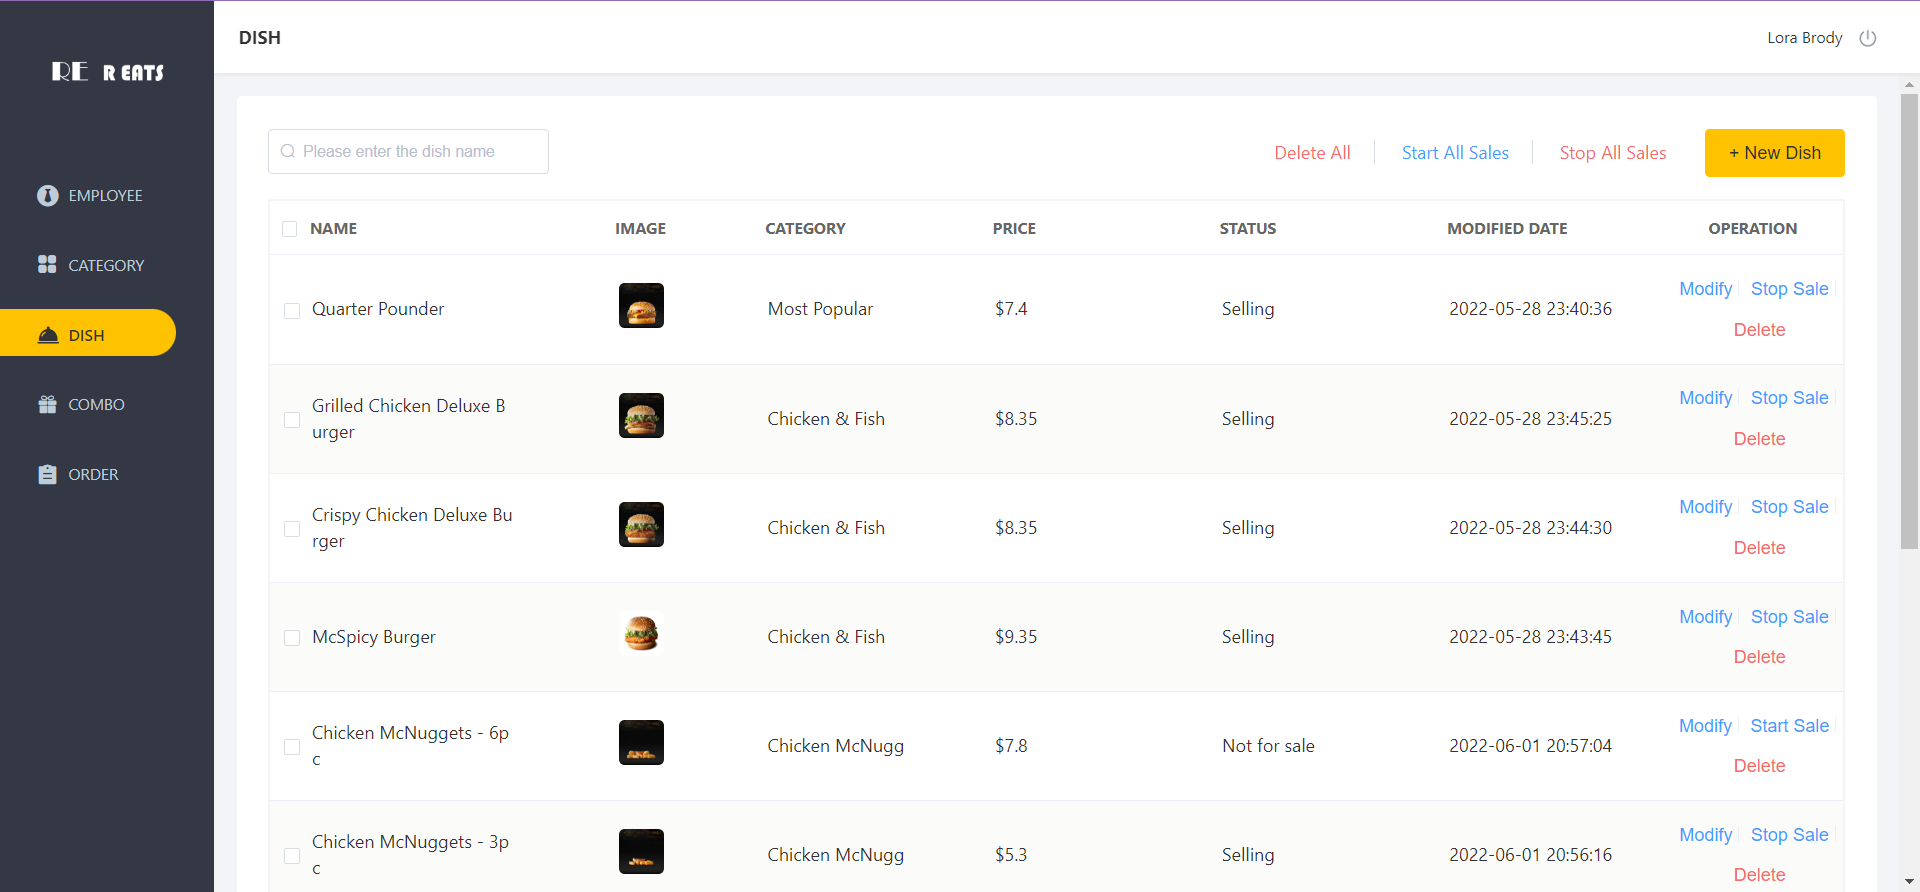 RE R EATS
EMPLOYEE
CATEGORY
DISH
COMBO
ORDER
DISH
Lora Brody
Please enter the dish name
Delete All
Start All Sales
Stop All Sales
+ New Dish
NAME IMAGE CATEGORY PRICE STATUS MODIFIED DATE OPERATION
Quarter Pounder Most Popular $7.4 Selling 2022-05-28 23:40:36 Modify Stop Sale
Delete
Grilled Chicken Deluxe B
urger
Chicken & Fish $8.35 Selling 2022-05-28 23:45:25 Modify Stop Sale
Delete
Crispy Chicken Deluxe Bu
rger
Chicken & Fish $8.35 Selling 2022-05-28 23:44:30 Modify Stop Sale
Delete
McSpicy Burger Chicken & Fish $9.35 Selling 2022-05-28 23:43:45 Modify Stop Sale
Delete
Chicken McNuggets - 6p
c
Chicken McNugg $7.8 Not for sale 2022-06-01 20:57:04 Modify Start Sale
Delete
Chicken McNuggets - 3p
c
Chicken McNugg $5.3 Selling 2022-06-01 20:56:16 Modify Stop Sale
Delete